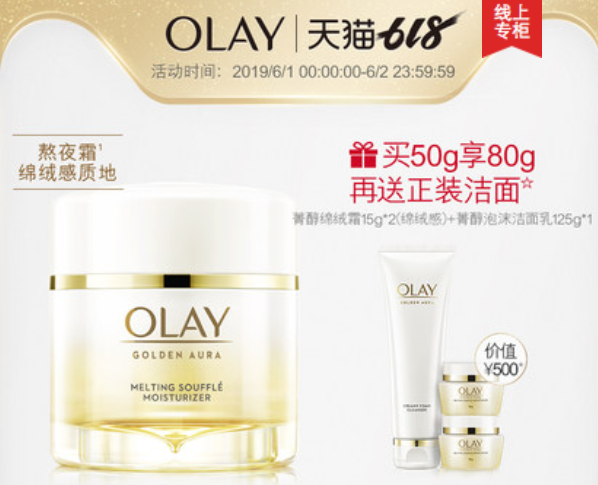 OLAY 天猫618
线上
专柜
活动时间：2019/6/1 00:00:00-6/2 23:59:59
熬夜霜¹
绵绒感质地
买50g享80g
再送正装洁面☆
菁醇绵绒霜15g*2(绵绒感)+菁醇泡沫洁面乳125g*1
OLAY
GOLDEN AURA
MELTING SOUFFLÉ
MOISTURIZER
OLAY
GOLDEN AURA
CREAMY FOAM
CLEANSER
价值
¥500*
OLAY
OLAY